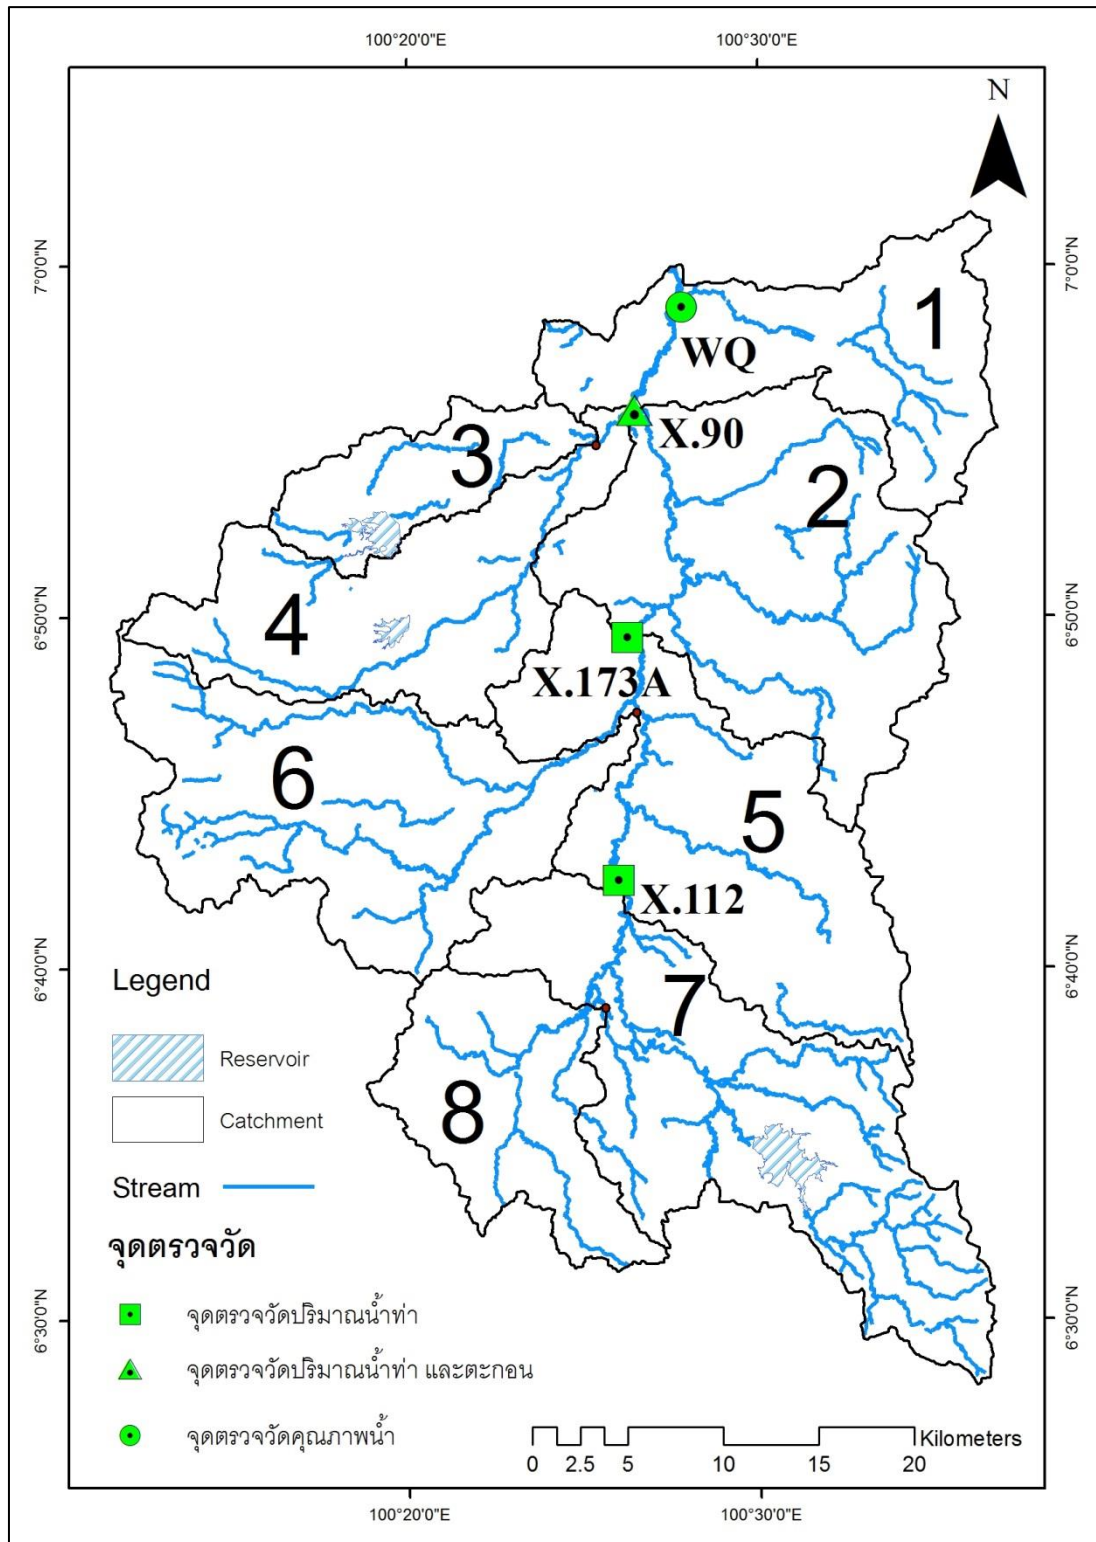 100°20'0"E 100°30'0"E
N
7°0'0"N 7°0'0"N
1
WQ
X.90
3
2
4
6°50'0"N 6°50'0"N
X.173A
6
5
X.112
6°40'0"N 6°40'0"N
7
8
Legend
Reservoir
Catchment
Stream
จุดตรวจวัด
จุดตรวจวัดปริมาณน้ำท่า
จุดตรวจวัดปริมาณน้ำท่า และตะกอน
จุดตรวจวัดคุณภาพน้ำ
6°30'0"N 6°30'0"N
Kilometers
0 2.5 5 10 15 20
100°20'0"E 100°30'0"E